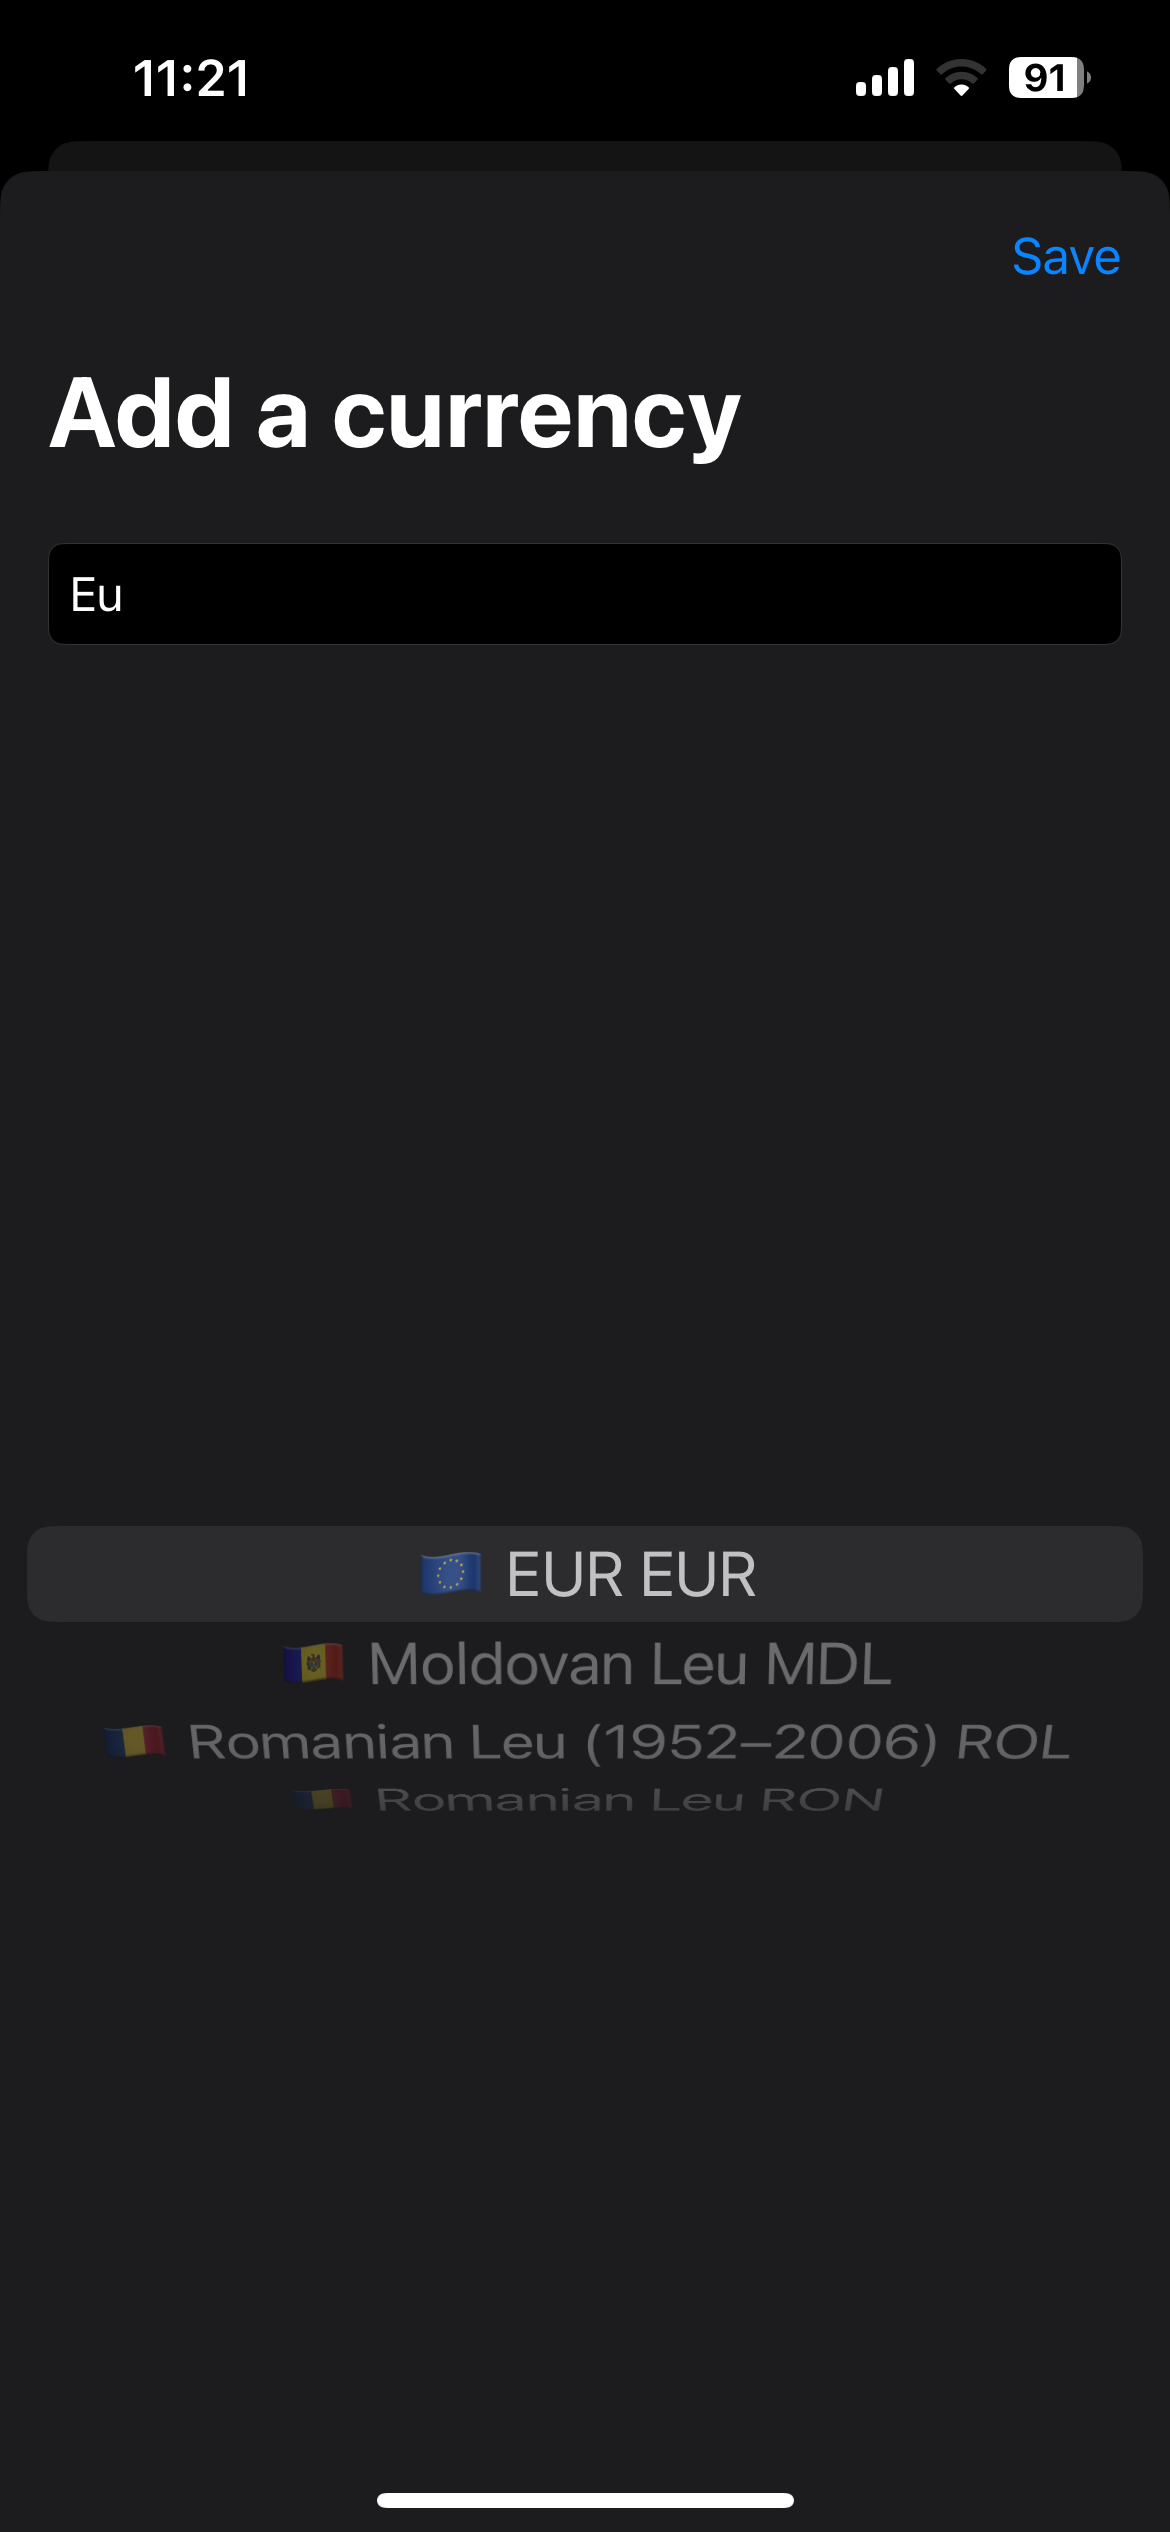 11:21
91
Save
Add a currency
Eu
EUR EUR
Moldovan Leu MDL
Romanian Leu (1952–2006) ROL
Romanian Leu RON